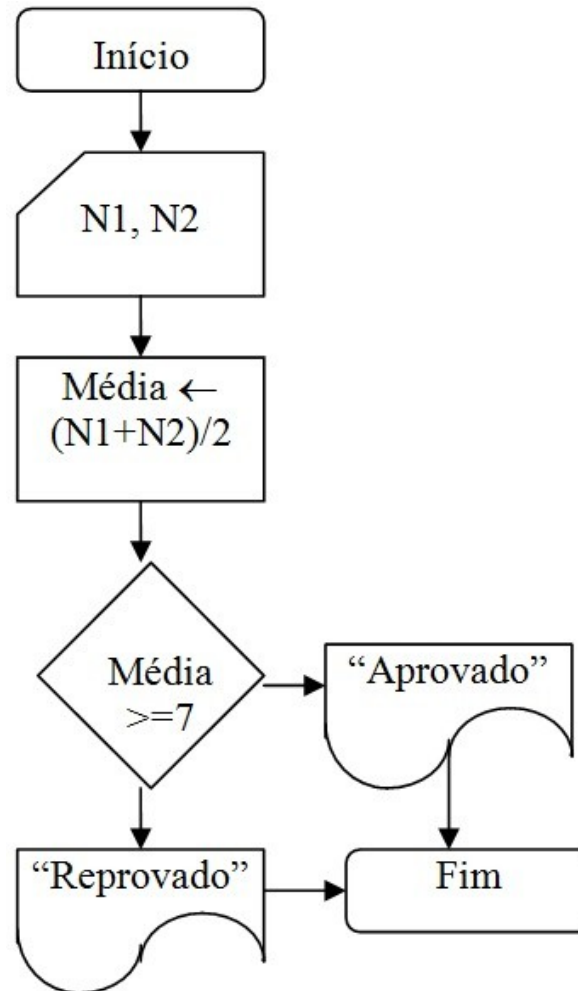 Início
N1, N2
Média ←
(N1+N2)/2
Média
>=7
“Aprovado”
“Reprovado”
Fim